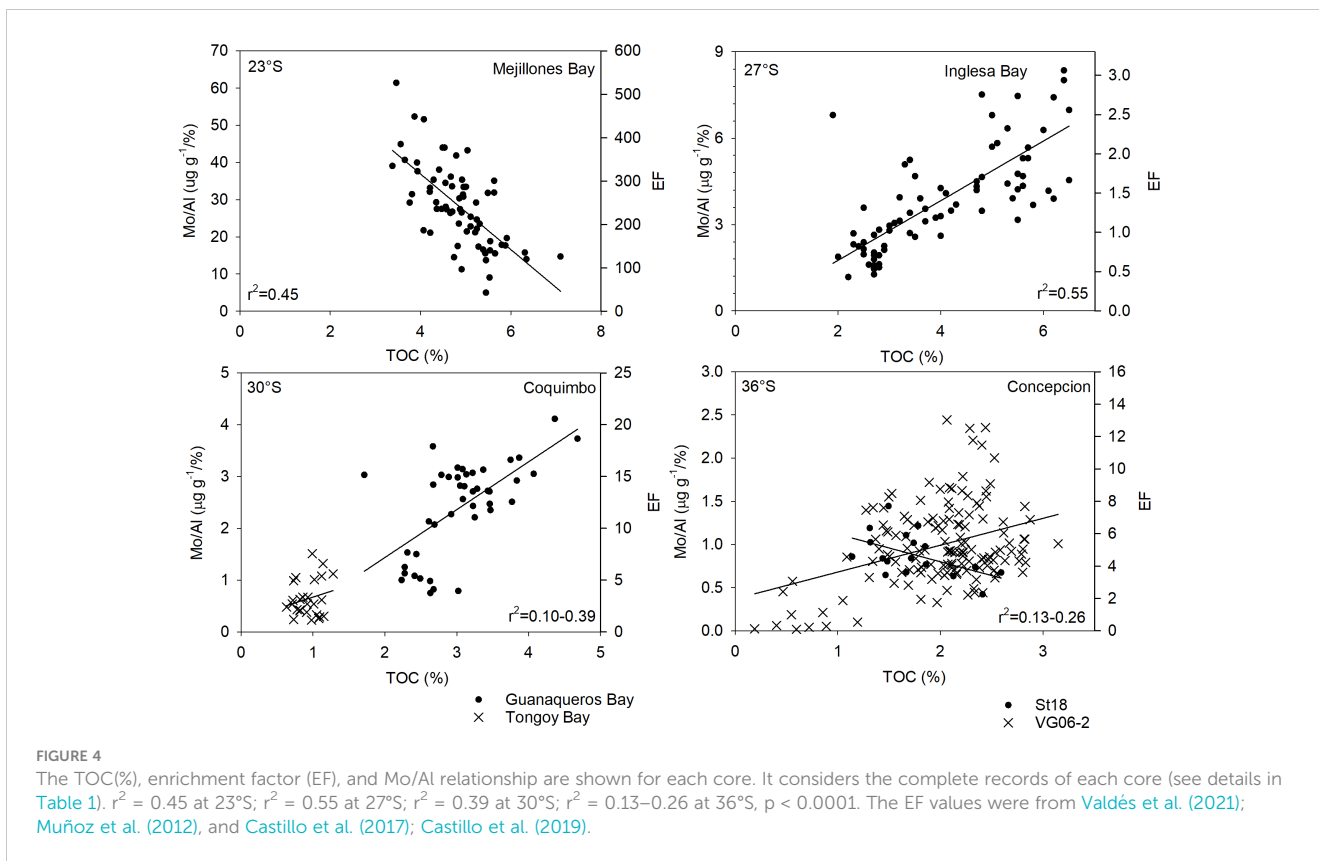 23°S
Mejillones Bay
Mo/Al (ug g⁻¹/%)
70
60
50
40
30
20
10
0
600
500
400
300
200
100
0
EF
r²=0.45
0 2 4 6 8
TOC (%)
27°S
Inglesa Bay
Mo/Al (µg g⁻¹/%)
9
6
3
0
3.0
2.5
2.0
1.5
1.0
0.5
0.0
EF
r²=0.55
0 2 4 6
TOC (%)
30°S
Coquimbo
Mo/Al (µg g⁻¹/%)
5
4
3
2
1
0
25
20
15
10
5
0
EF
r²=0.10-0.39
0 1 2 3 4 5
TOC (%)
Guanaqueros Bay
Tongoy Bay
36°S
Concepcion
Mo/Al (µg g⁻¹/%)
3.0
2.5
2.0
1.5
1.0
0.5
0.0
16
14
12
10
8
6
4
2
0
EF
r²=0.13-0.26
0 1 2 3
TOC (%)
St18
VG06-2
FIGURE 4
The TOC(%), enrichment factor (EF), and Mo/Al relationship are shown for each core. It considers the complete records of each core (see details in
Table 1). r² = 0.45 at 23°S; r² = 0.55 at 27°S; r² = 0.39 at 30°S; r² = 0.13–0.26 at 36°S, p < 0.0001. The EF values were from Valdés et al. (2021);
Muñoz et al. (2012), and Castillo et al. (2017); Castillo et al. (2019).